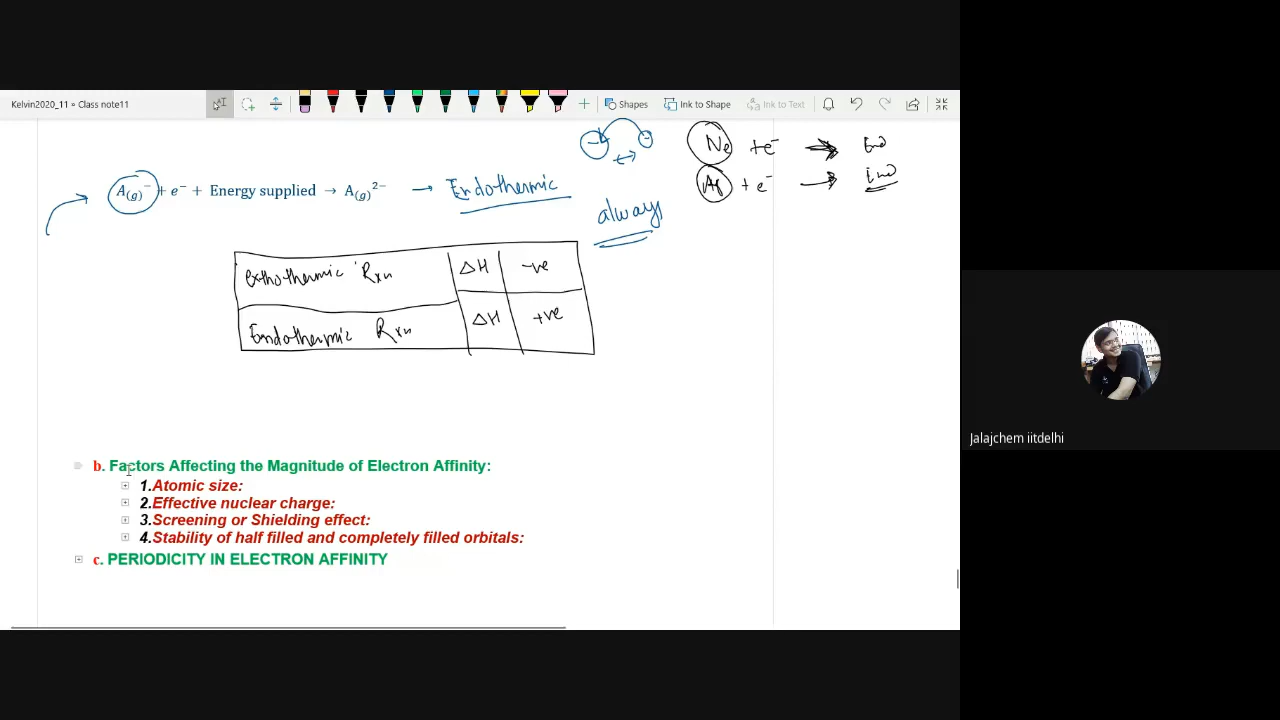 Kelvin2020_11 » Class note11
Shapes
Ink to Shape
Ink to Text
Ne + e⁻ → End
Ar + e⁻ → End
A(g)⁻ + e⁻ + Energy supplied → A(g)²⁻ → Endothermic
always
Exthothermic Rxn ΔH -ve
Endothermic Rxn ΔH +ve
b. Factors Affecting the Magnitude of Electron Affinity:
1.Atomic size:
2.Effective nuclear charge:
3.Screening or Shielding effect:
4.Stability of half filled and completely filled orbitals:
c. PERIODICITY IN ELECTRON AFFINITY
Jalajchem iitdelhi